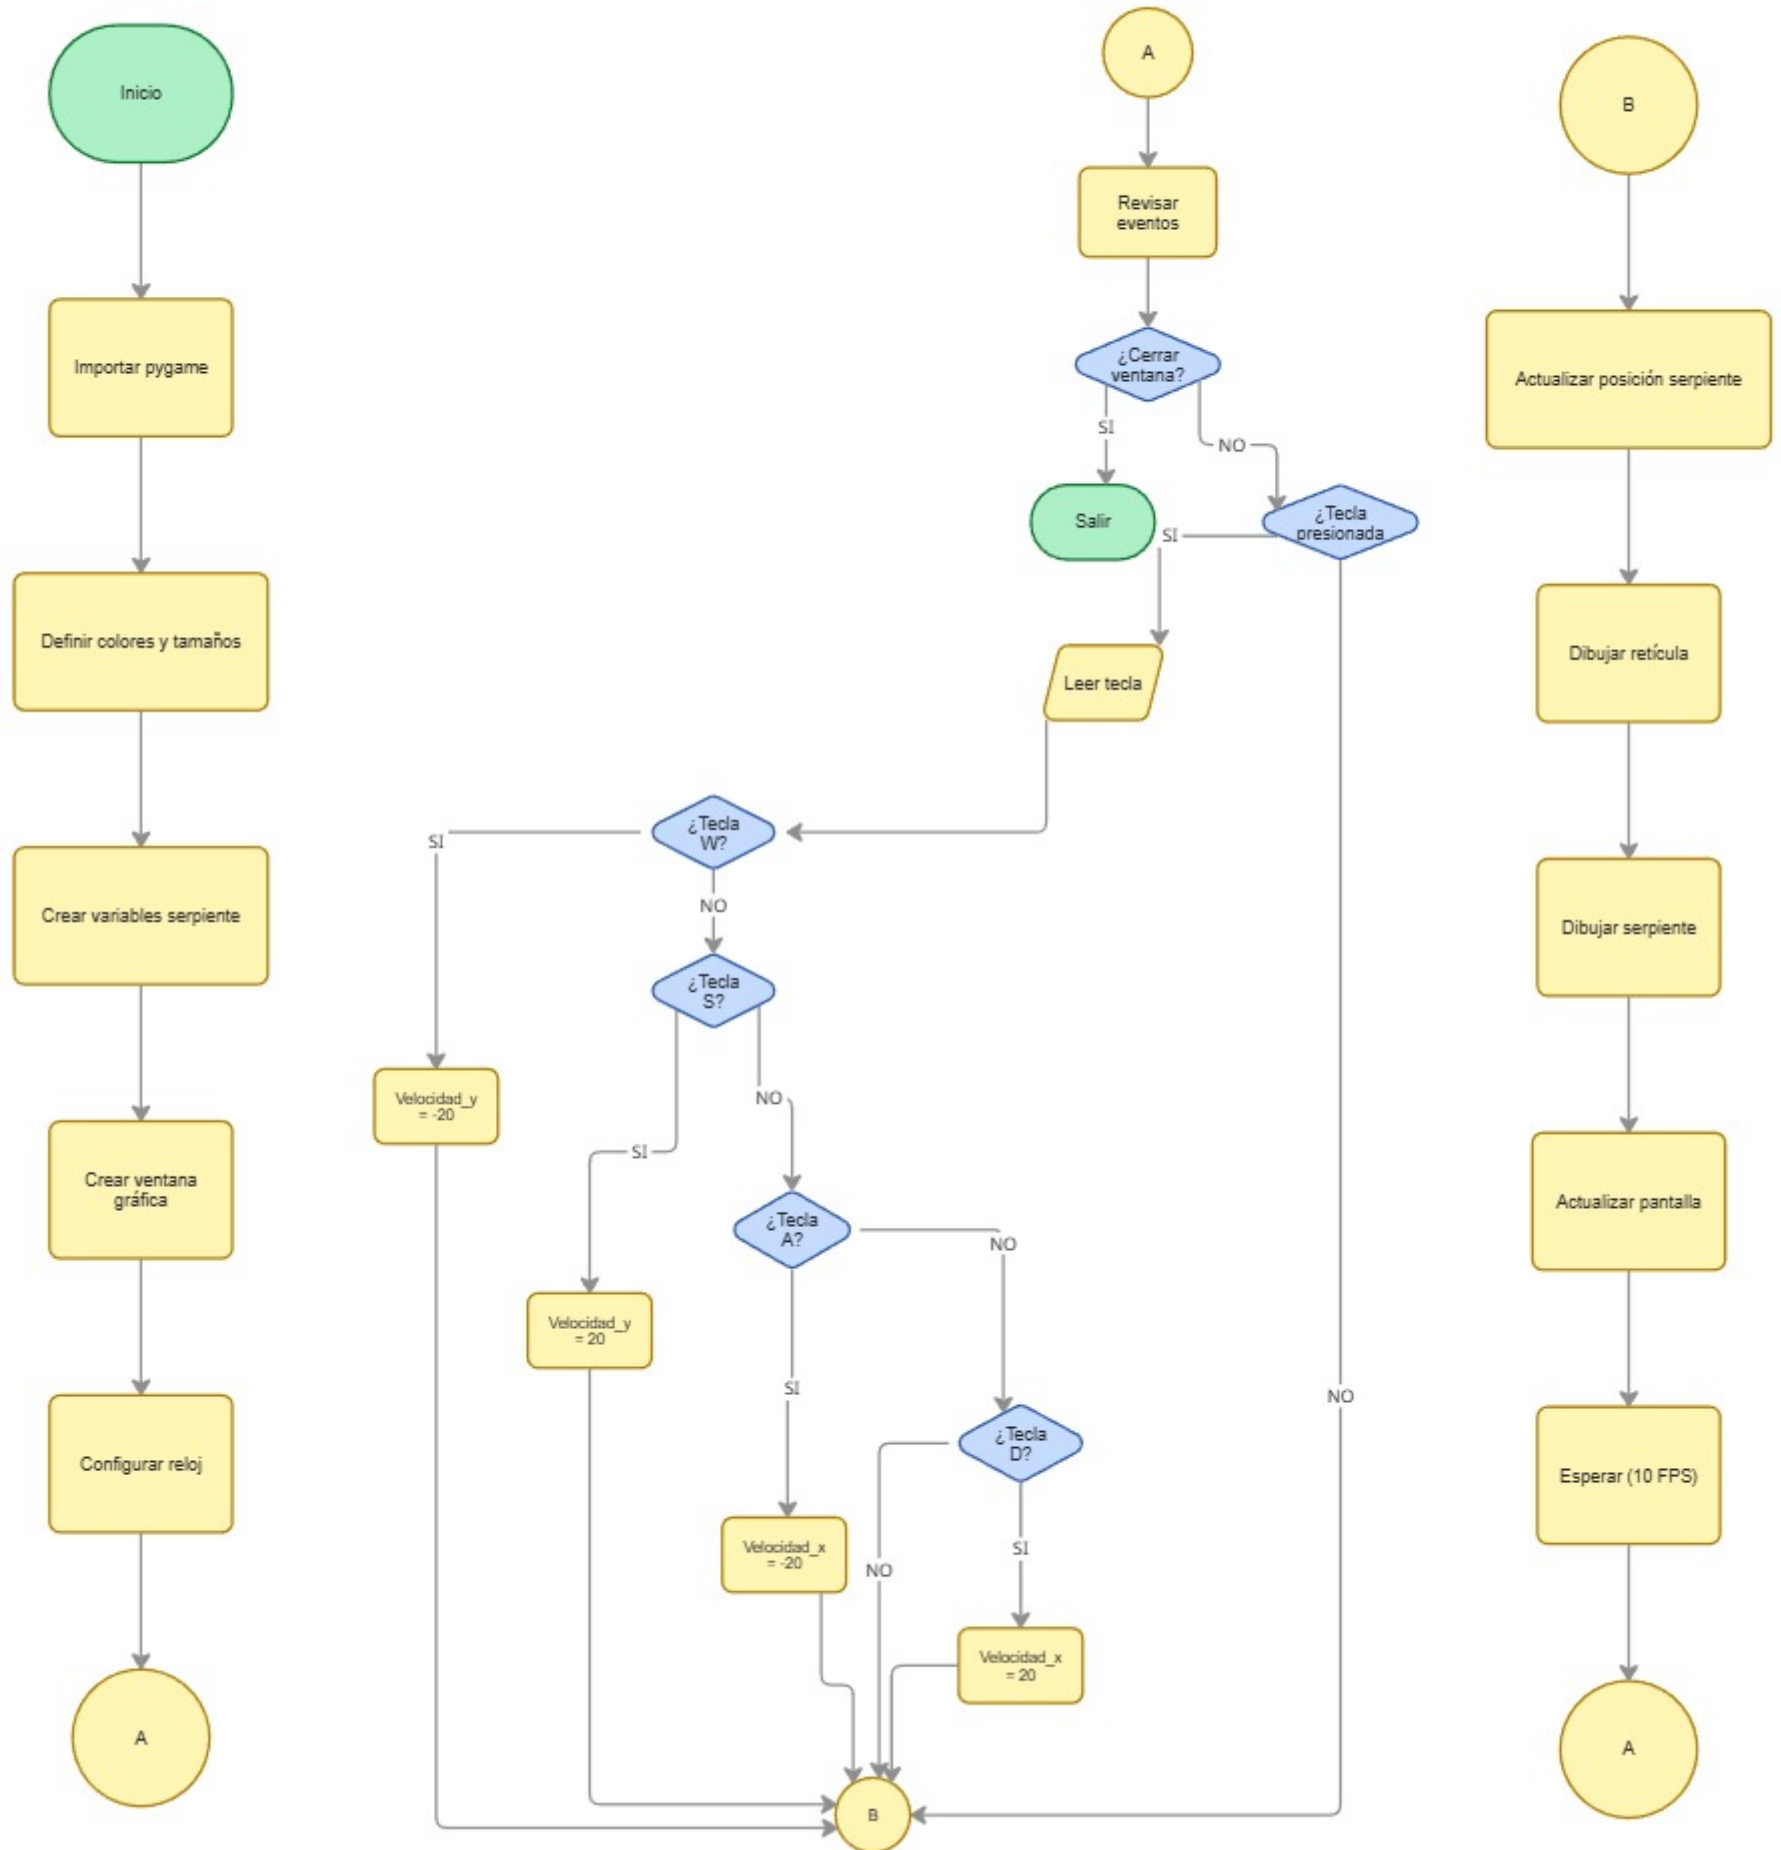 Inicio
Importar pygame
Definir colores y tamaños
Crear variables serpiente
Crear ventana
gráfica
Configurar reloj
A
A
Revisar
eventos
¿Cerrar
ventana?
SI
NO
Salir
¿Tecla
presionada
SI
Leer tecla
¿Tecla
W?
SI
NO
¿Tecla
S?
Velocidad_y
= -20
NO
SI
¿Tecla
A?
NO
Velocidad_y
= 20
SI
NO
¿Tecla
D?
Velocidad_x
= -20
SI
NO
Velocidad_x
= 20
B
B
Actualizar posición serpiente
Dibujar retícula
Dibujar serpiente
Actualizar pantalla
Esperar (10 FPS)
A